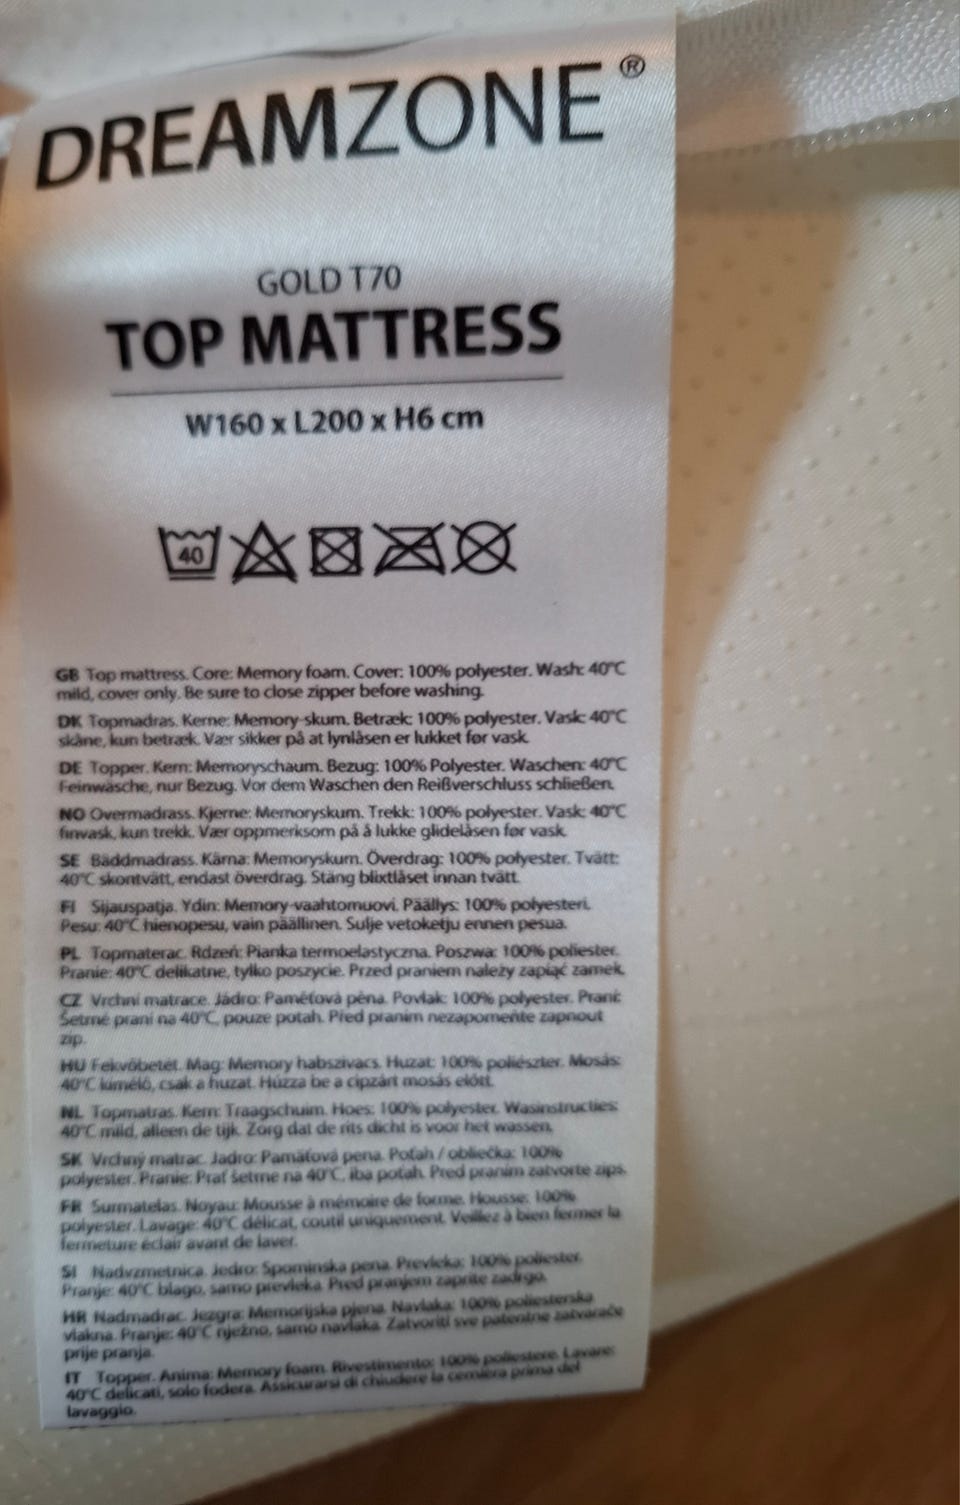 DREAMZONE®
GOLD T70
TOP MATTRESS
W160 x L200 x H6 cm
40
GB Top mattress. Core: Memory foam. Cover: 100% polyester. Wash: 40°C
mild, cover only. Be sure to close zipper before washing.
DK Topmadras. Kerne: Memory-skum. Betræk: 100% polyester. Vask: 40°C
skåne, kun betræk. Vær sikker på at lynlåsen er lukket før vask.
DE Topper. Kern: Memoryschaum. Bezug: 100% Polyester. Waschen: 40°C
Feinwäsche, nur Bezug. Vor dem Waschen den Reißverschluss schließen.
NO Overmadrass. Kjerne: Memoryskum. Trekk: 100% polyester. Vask: 40°C
finvask, kun trekk. Vær oppmerksom på å lukke glidelåsen før vask.
SE Bäddmadrass. Kärna: Memoryskum. Överdrag: 100% polyester. Tvätt:
40°C skontvätt, endast överdrag. Stäng blixtlåset innan tvätt.
FI Sijauspatja. Ydin: Memory-vaahtomuovi. Päällys: 100% polyesteri.
Pesu: 40°C hienopesu, vain päällinen. Sulje vetoketju ennen pesua.
PL Topmaterac. Rdzeń: Pianka termoelastyczna. Poszwa: 100% poliester.
Pranie: 40°C delikatne, tylko poszycie. Przed praniem należy zapiąć zamek.
CZ Vrchní matrace. Jádro: Paměťová pěna. Povlak: 100% polyester. Praní:
Šetrné praní na 40°C, pouze potah. Před praním nezapomeňte zapnout
zip.
HU Fekvőbetét. Mag: Memory habszivacs. Huzat: 100% poliészter. Mosás:
40°C kímélő, csak a huzat. Húzza be a cipzárt mosás előtt.
NL Topmatras. Kern: Traagschuim. Hoes: 100% polyester. Wasinstructies:
40°C mild, alleen de tijk. Zorg dat de rits dicht is voor het wassen.
SK Vrchný matrac. Jadro: Pamäťová pena. Poťah / obliečka: 100%
polyester. Pranie: Prať šetrne na 40°C, iba poťah. Pred praním zatvorte zips.
FR Surmatelas. Noyau: Mousse à mémoire de forme. Housse: 100%
polyester. Lavage: 40°C délicat, coutil uniquement. Veillez à bien fermer la
fermeture éclair avant de laver.
SI Nadvzmetnica. Jedro: Spominska pena. Prevleka: 100% poliester.
Pranje: 40°C blago, samo prevleka. Pred pranjem zaprite zadrgo.
HR Nadmadrac. Jezgra: Memorijska pjena. Navlaka: 100% poliesterska
vlakna. Pranje: 40°C nježno, samo navlaka. Zatvoriti sve patentne zatvarače
prije pranja.
IT Topper. Anima: Memory foam. Rivestimento: 100% poliestere. Lavare:
40°C delicati, solo fodera. Assicurarsi di chiudere la cerniera prima del
lavaggio.